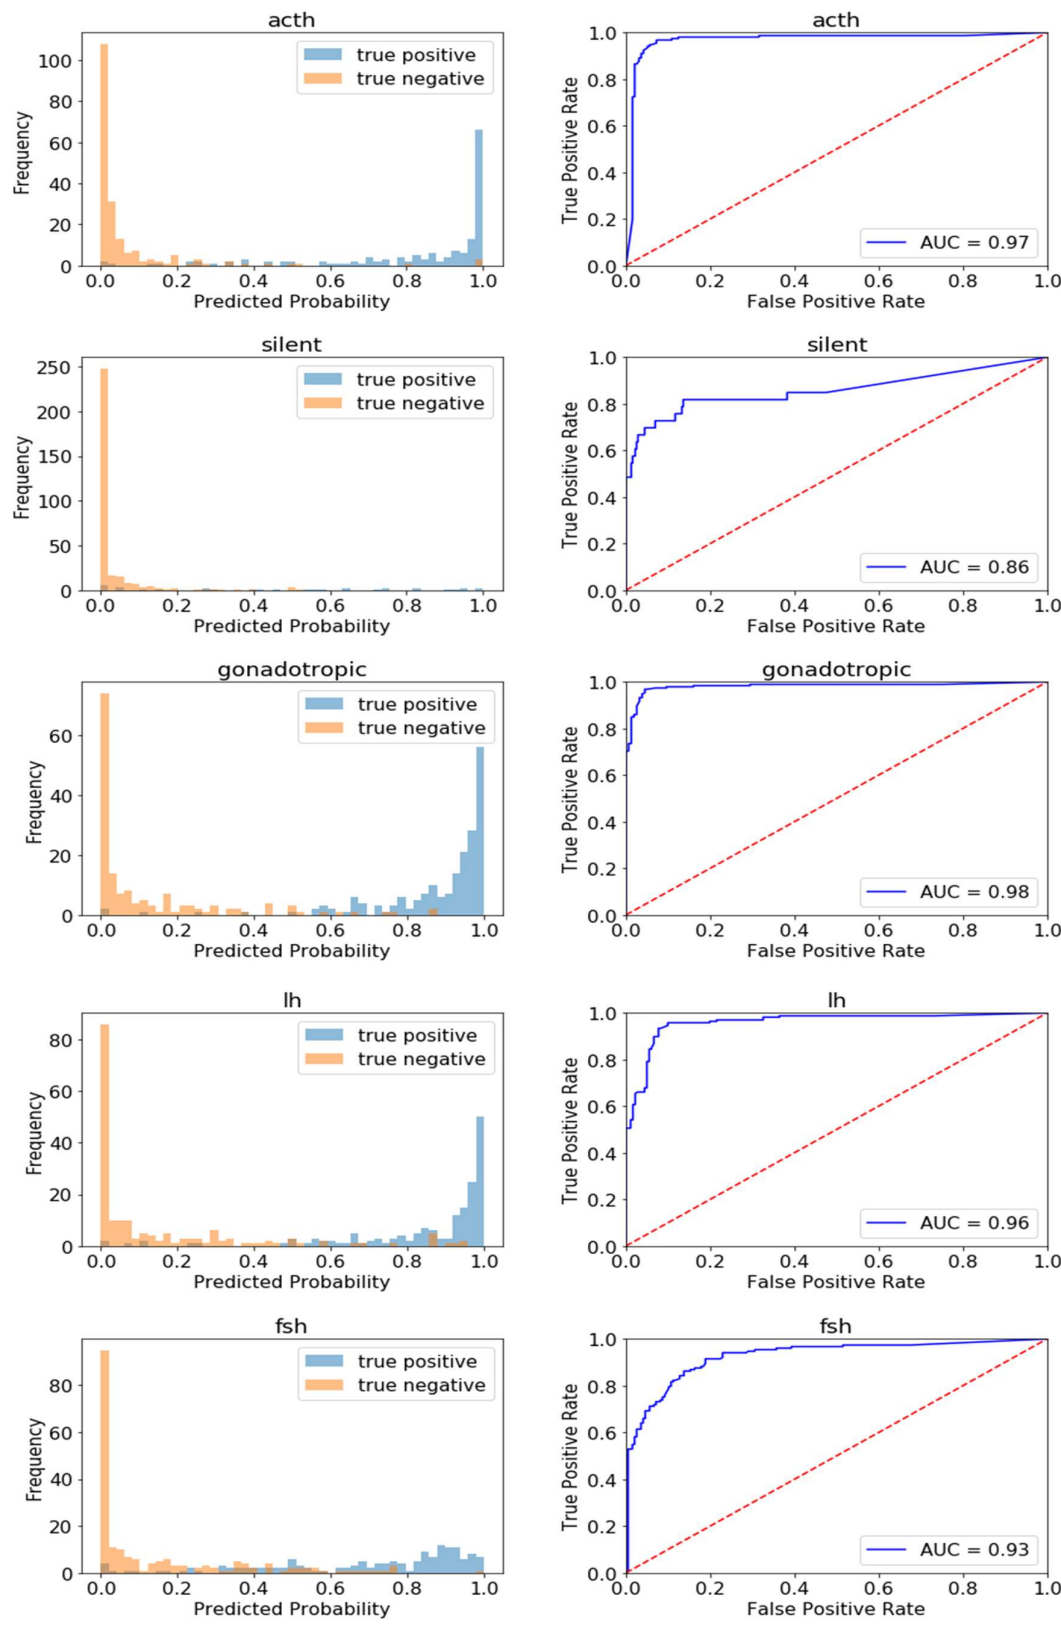 acth
100
80
60
40
20
0
Frequency
true positive
true negative
0.0 0.2 0.4 0.6 0.8 1.0
Predicted Probability
acth
1.0
0.8
0.6
0.4
0.2
0.0
True Positive Rate
AUC = 0.97
0.0 0.2 0.4 0.6 0.8 1.0
False Positive Rate
silent
250
200
150
100
50
0
Frequency
true positive
true negative
0.0 0.2 0.4 0.6 0.8 1.0
Predicted Probability
silent
1.0
0.8
0.6
0.4
0.2
0.0
True Positive Rate
AUC = 0.86
0.0 0.2 0.4 0.6 0.8 1.0
False Positive Rate
gonadotropic
60
40
20
0
Frequency
true positive
true negative
0.0 0.2 0.4 0.6 0.8 1.0
Predicted Probability
gonadotropic
1.0
0.8
0.6
0.4
0.2
0.0
True Positive Rate
AUC = 0.98
0.0 0.2 0.4 0.6 0.8 1.0
False Positive Rate
lh
80
60
40
20
0
Frequency
true positive
true negative
0.0 0.2 0.4 0.6 0.8 1.0
Predicted Probability
lh
1.0
0.8
0.6
0.4
0.2
0.0
True Positive Rate
AUC = 0.96
0.0 0.2 0.4 0.6 0.8 1.0
False Positive Rate
fsh
80
60
40
20
0
Frequency
true positive
true negative
0.0 0.2 0.4 0.6 0.8 1.0
Predicted Probability
fsh
1.0
0.8
0.6
0.4
0.2
0.0
True Positive Rate
AUC = 0.93
0.0 0.2 0.4 0.6 0.8 1.0
False Positive Rate